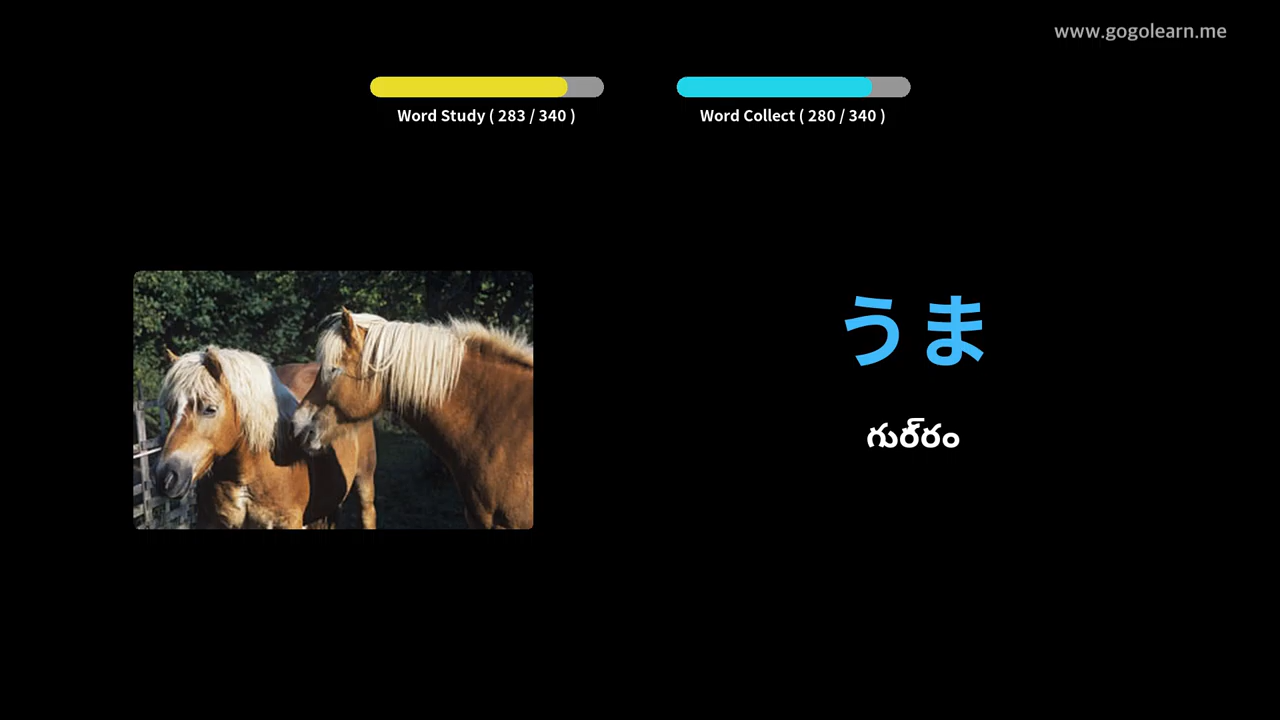 www.gogolearn.me
Word Study ( 283 / 340 )
Word Collect ( 280 / 340 )
うま
గుర్రం